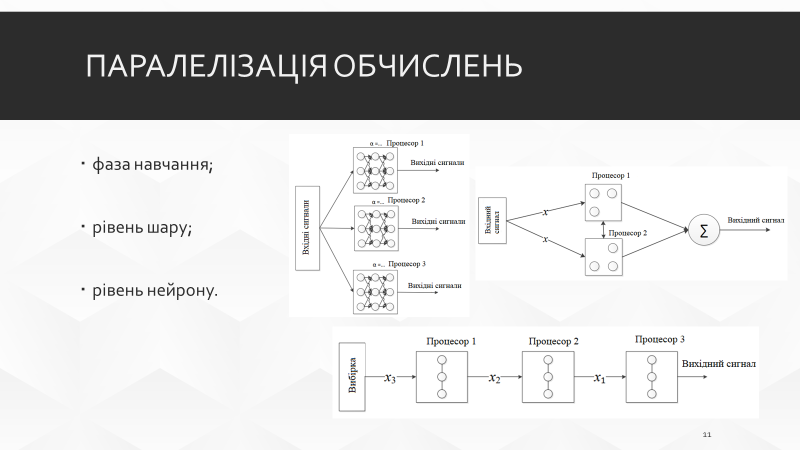 ПАРАЛЕЛІЗАЦІЯ ОБЧИСЛЕНЬ
· фаза навчання;
· рівень шару;
· рівень нейрону.
Вхідні сигнали
α =... Процесор 1
Вихідні сигнали
α =... Процесор 2
Вихідні сигнали
α =... Процесор 3
Вихідні сигнали
Вхідний
сигнал
x
x
Процесор 1
Процесор 2
Σ
Вихідний сигнал
Вибірка
x3
Процесор 1
x2
Процесор 2
x1
Процесор 3
Вихідний сигнал
11